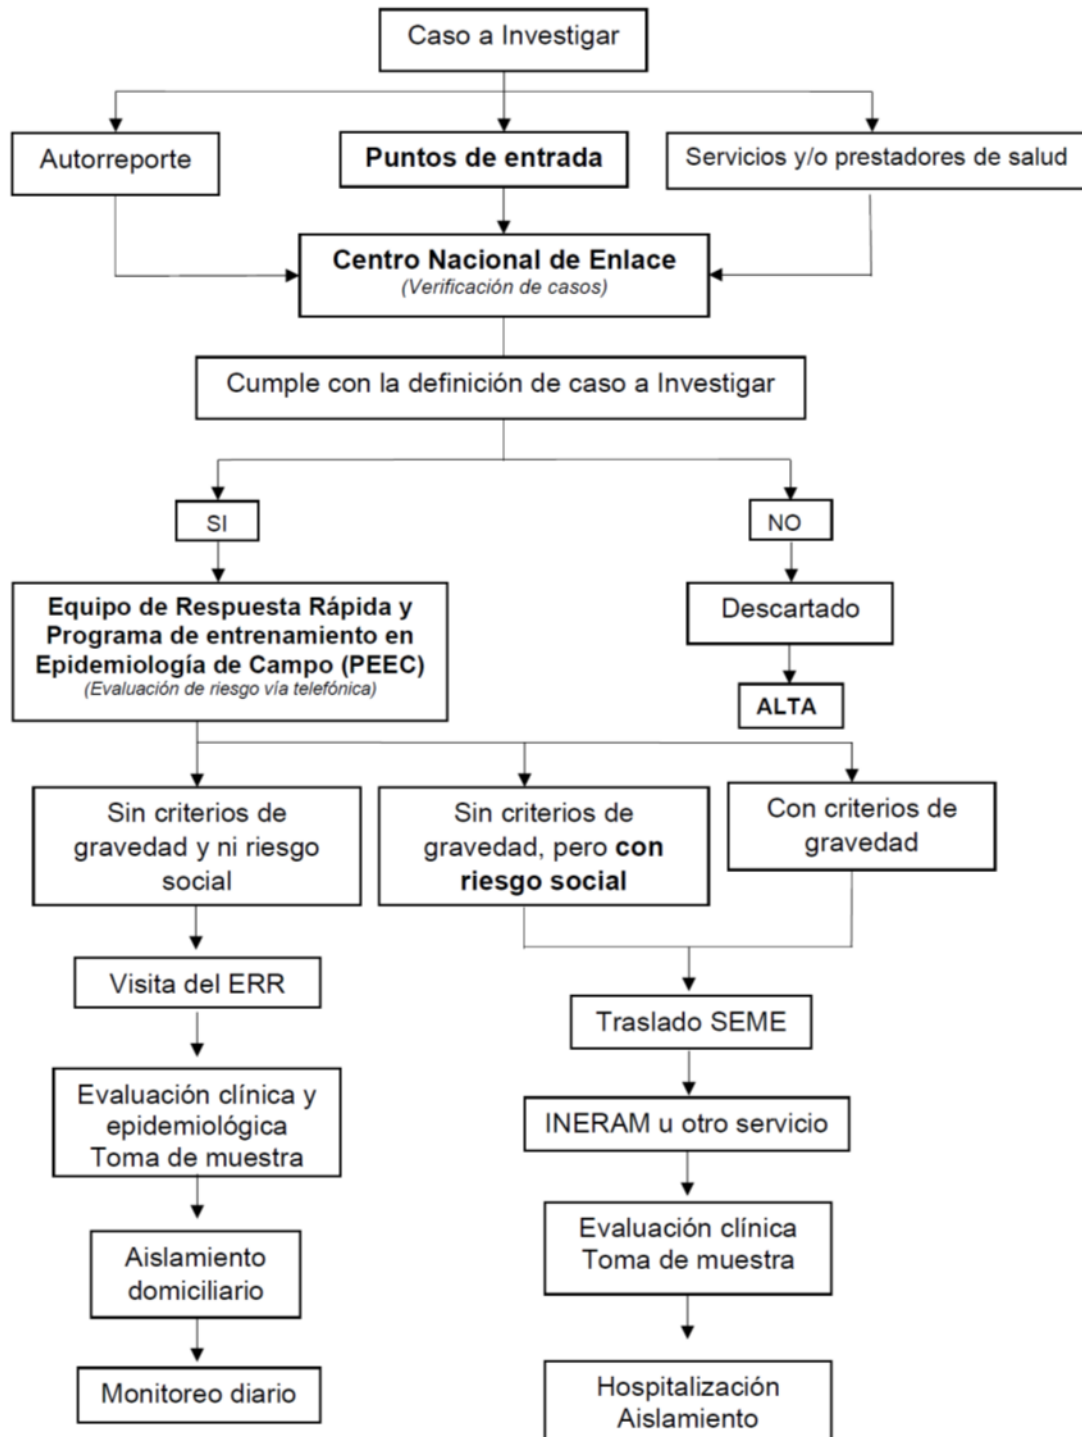 Caso a Investigar
Autorreporte
Puntos de entrada
Servicios y/o prestadores de salud
Centro Nacional de Enlace
(Verificación de casos)
Cumple con la definición de caso a Investigar
SI
NO
Equipo de Respuesta Rápida y
Programa de entrenamiento en
Epidemiología de Campo (PEEC)
(Evaluación de riesgo vía telefónica)
Descartado
ALTA
Sin criterios de
gravedad y ni riesgo
social
Sin criterios de
gravedad, pero con
riesgo social
Con criterios de
gravedad
Visita del ERR
Traslado SEME
Evaluación clínica y
epidemiológica
Toma de muestra
INERAM u otro servicio
Aislamiento
domiciliario
Evaluación clínica
Toma de muestra
Monitoreo diario
Hospitalización
Aislamiento